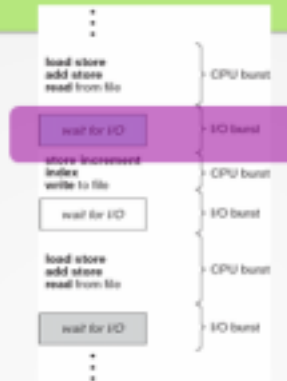 load store
add store
read from file
CPU burst
wait for I/O
I/O burst
store increment
index
write to file
CPU burst
wait for I/O
I/O burst
load store
add store
read from file
CPU burst
wait for I/O
I/O burst